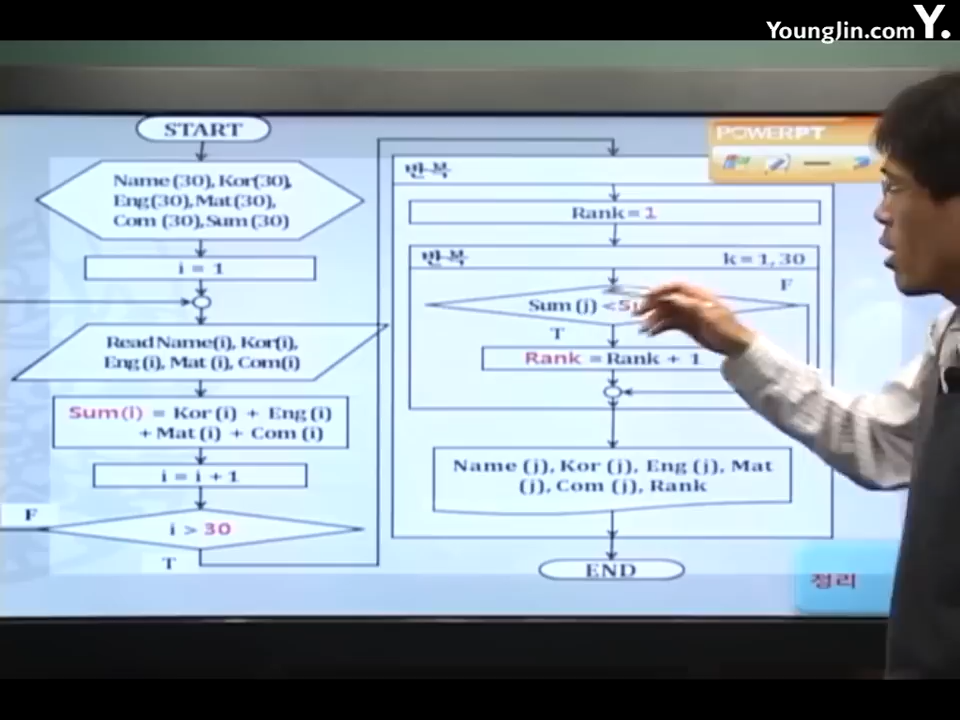 YoungJin.com Y.
START
Name (30), Kor(30),
Eng(30), Mat (30),
Com (30), Sum (30)
i = 1
Read Name(i), Kor(i),
Eng(i), Mat (i), Com(i)
Sum(i) = Kor (i) + Eng (i)
+ Mat (i) + Com (i)
i = i + 1
F
i > 30
T
POWERPT
반복
Rank = 1
반복
k = 1, 30
F
Sum (j) <
T
Rank = Rank + 1
Name (j), Kor (j), Eng (j), Mat
(j), Com (j), Rank
END
정리